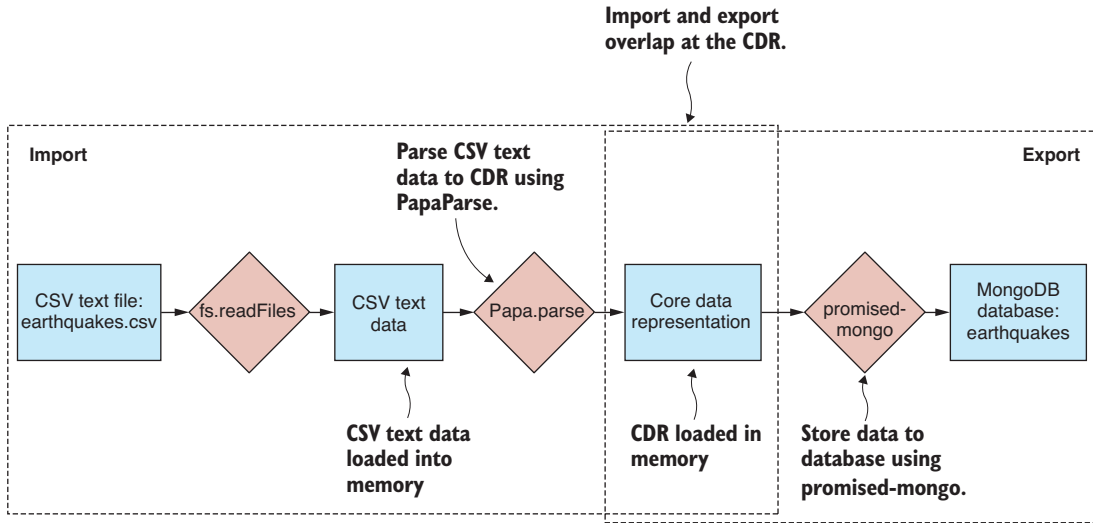 Import and export
overlap at the CDR.
Import
Export
Parse CSV text
data to CDR using
PapaParse.
CSV text file:
earthquakes.csv
fs.readFiles
CSV text
data
Papa.parse
Core data
representation
promised-
mongo
MongoDB
database:
earthquakes
CSV text data
loaded into
memory
CDR loaded in
memory
Store data to
database using
promised-mongo.